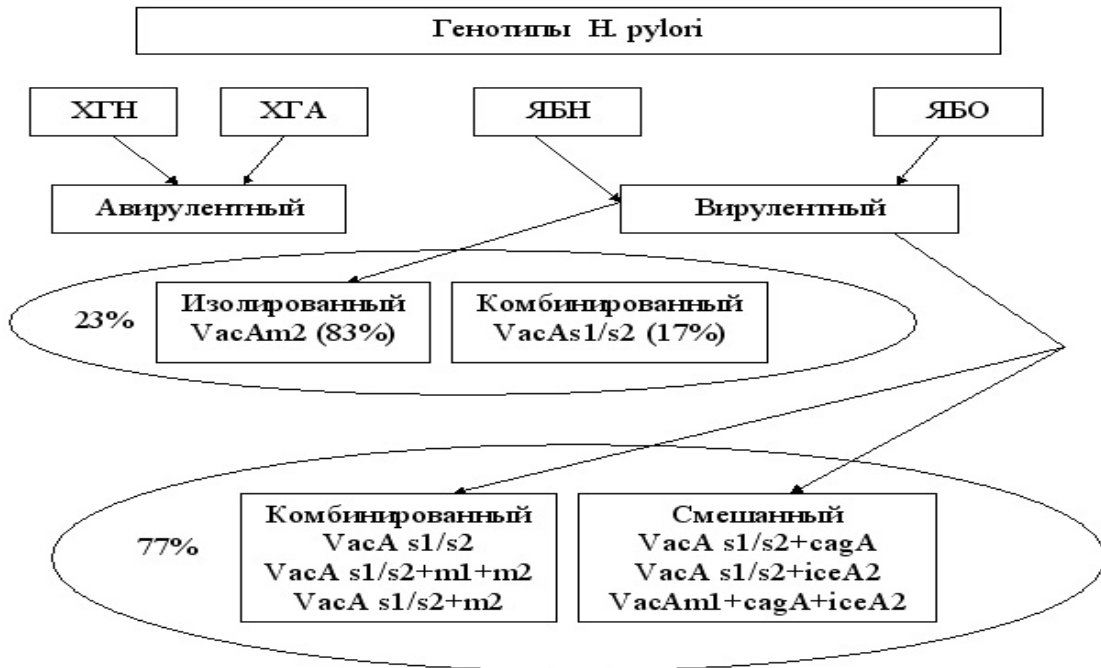 Генотипы H. pylori
ХГН
ХГА
ЯБН
ЯБО
Авирулентный
Вирулентный
23%
Изолированный
VacAm2 (83%)
Комбинированный
VacAs1/s2 (17%)
77%
Комбинированный
VacA s1/s2
VacA s1/s2+m1+m2
VacA s1/s2+m2
Смешанный
VacA s1/s2+cagA
VacA s1/s2+iceA2
VacAm1+cagA+iceA2